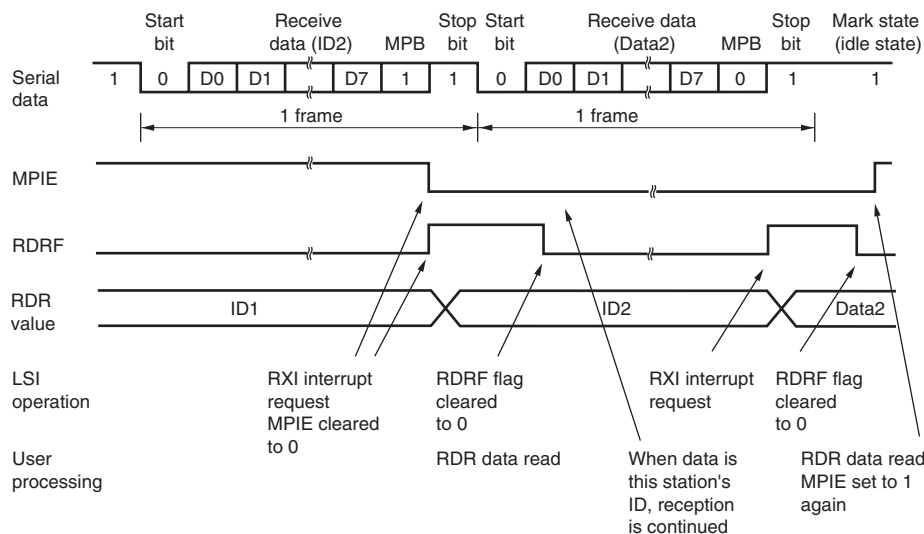 Start bit
Receive data (ID2)
MPB
Stop bit
Start bit
Receive data (Data2)
MPB
Stop bit
Mark state (idle state)
Serial data
1 0 D0 D1 D7 1 1 0 D0 D1 D7 0 1 1
1 frame
1 frame
MPIE
RDRF
RDR value
ID1
ID2
Data2
LSI operation
RXI interrupt
request
MPIE cleared
to 0
RDRF flag
cleared
to 0
RXI interrupt
request
RDRF flag
cleared
to 0
User processing
RDR data read
When data is
this station's
ID, reception
is continued
RDR data read
MPIE set to 1
again